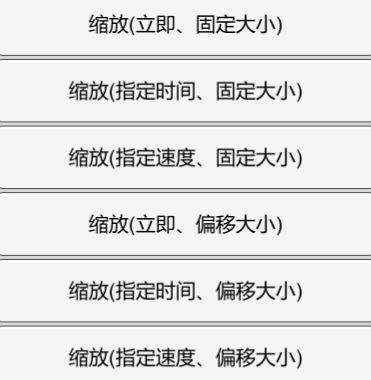 缩放(立即、固定大小)
缩放(指定时间、固定大小)
缩放(指定速度、固定大小)
缩放(立即、偏移大小)
缩放(指定时间、偏移大小)
缩放(指定速度、偏移大小)